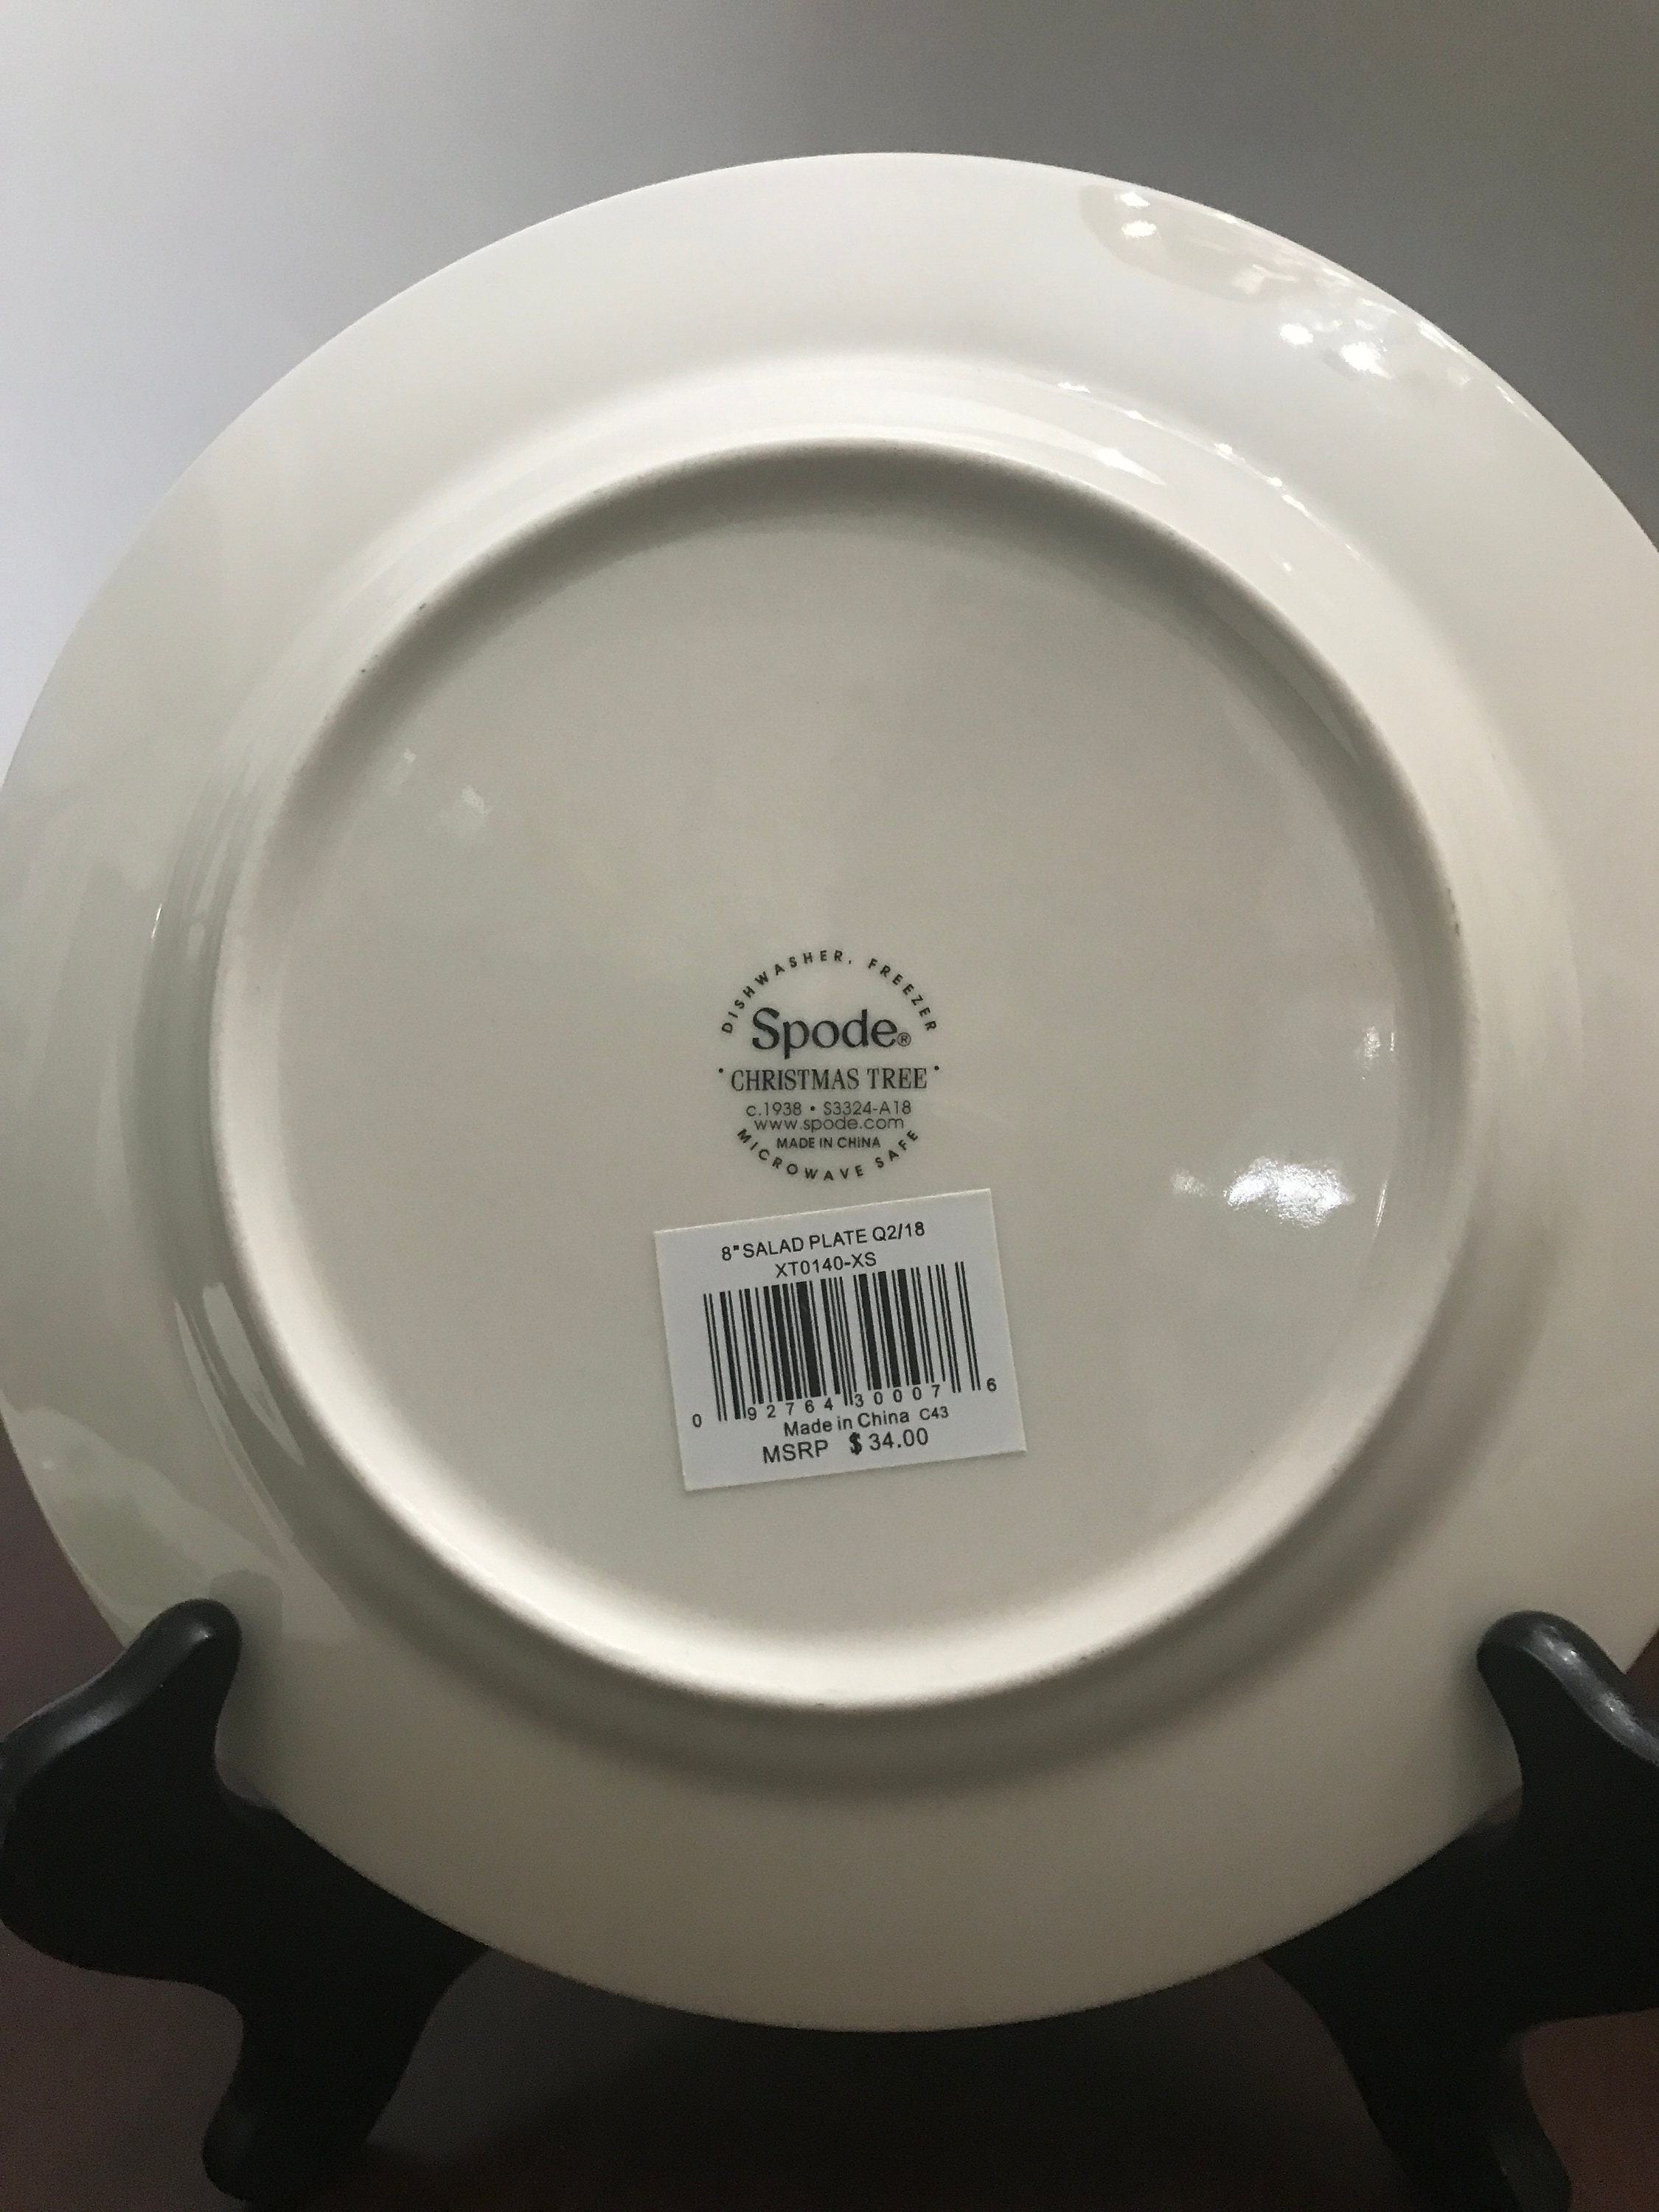 DISHWASHER, FREEZER
Spode®
• CHRISTMAS TREE •
c.1938 • S3324-A18
www.spode.com
MADE IN CHINA
MICROWAVE SAFE
8" SALAD PLATE Q2/18
XT0140-XS
0 92764 30007 6
Made in China C43
MSRP $34.00